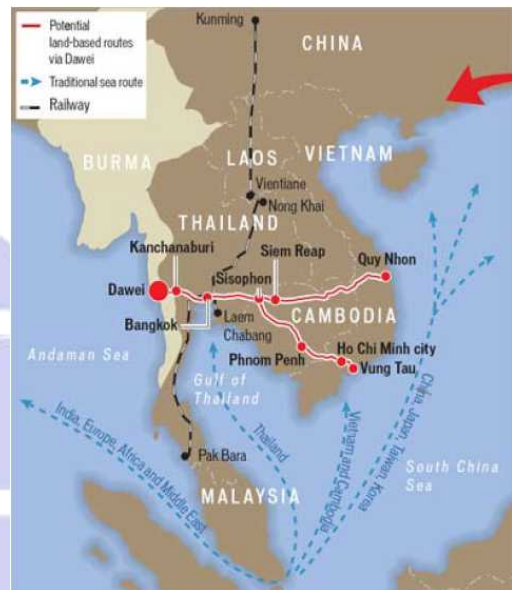 Potential
land-based routes
via Dawei
Traditional sea route
Railway
Kunming
CHINA
BURMA
LAOS
VIETNAM
Vientiane
Nong Khai
THAILAND
Kanchanaburi
Siem Reap
Quy Nhon
Sisophon
Dawei
Bangkok
Laem
Chabang
CAMBODIA
Phnom Penh
Ho Chi Minh city
Vung Tau
Andaman Sea
Gulf of
Thailand
India, Europe, Africa and Middle East
Thailand
Vietnam and Cambodia
China, Japan, Taiwan, Korea
South China
Sea
Pak Bara
MALAYSIA